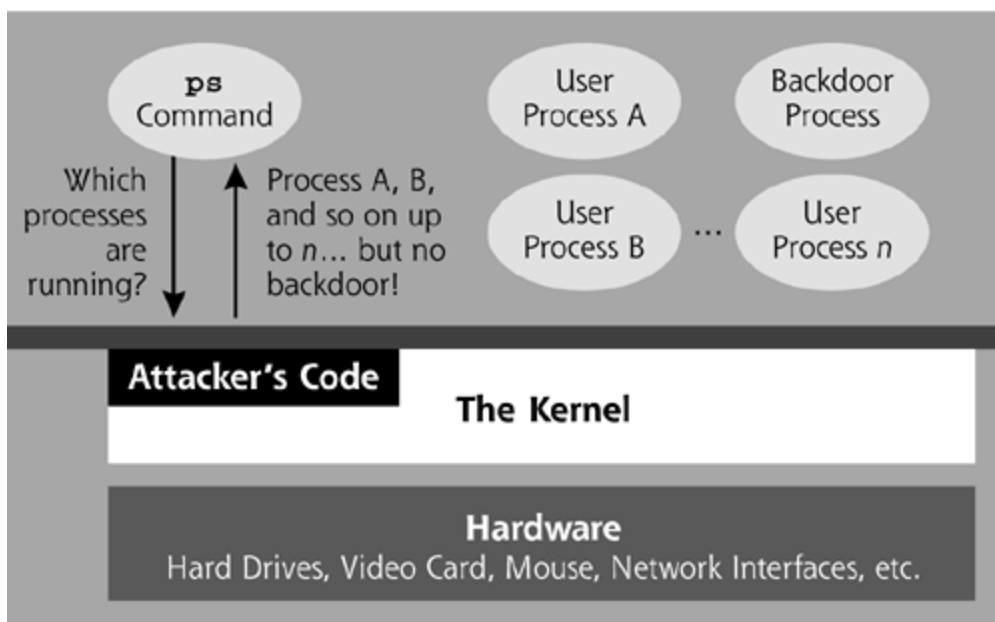 ps
Command
User
Process A
Backdoor
Process
Which
processes
are
running?
Process A, B,
and so on up
to n... but no
backdoor!
User
Process B
...
User
Process n
Attacker's Code
The Kernel
Hardware
Hard Drives, Video Card, Mouse, Network Interfaces, etc.